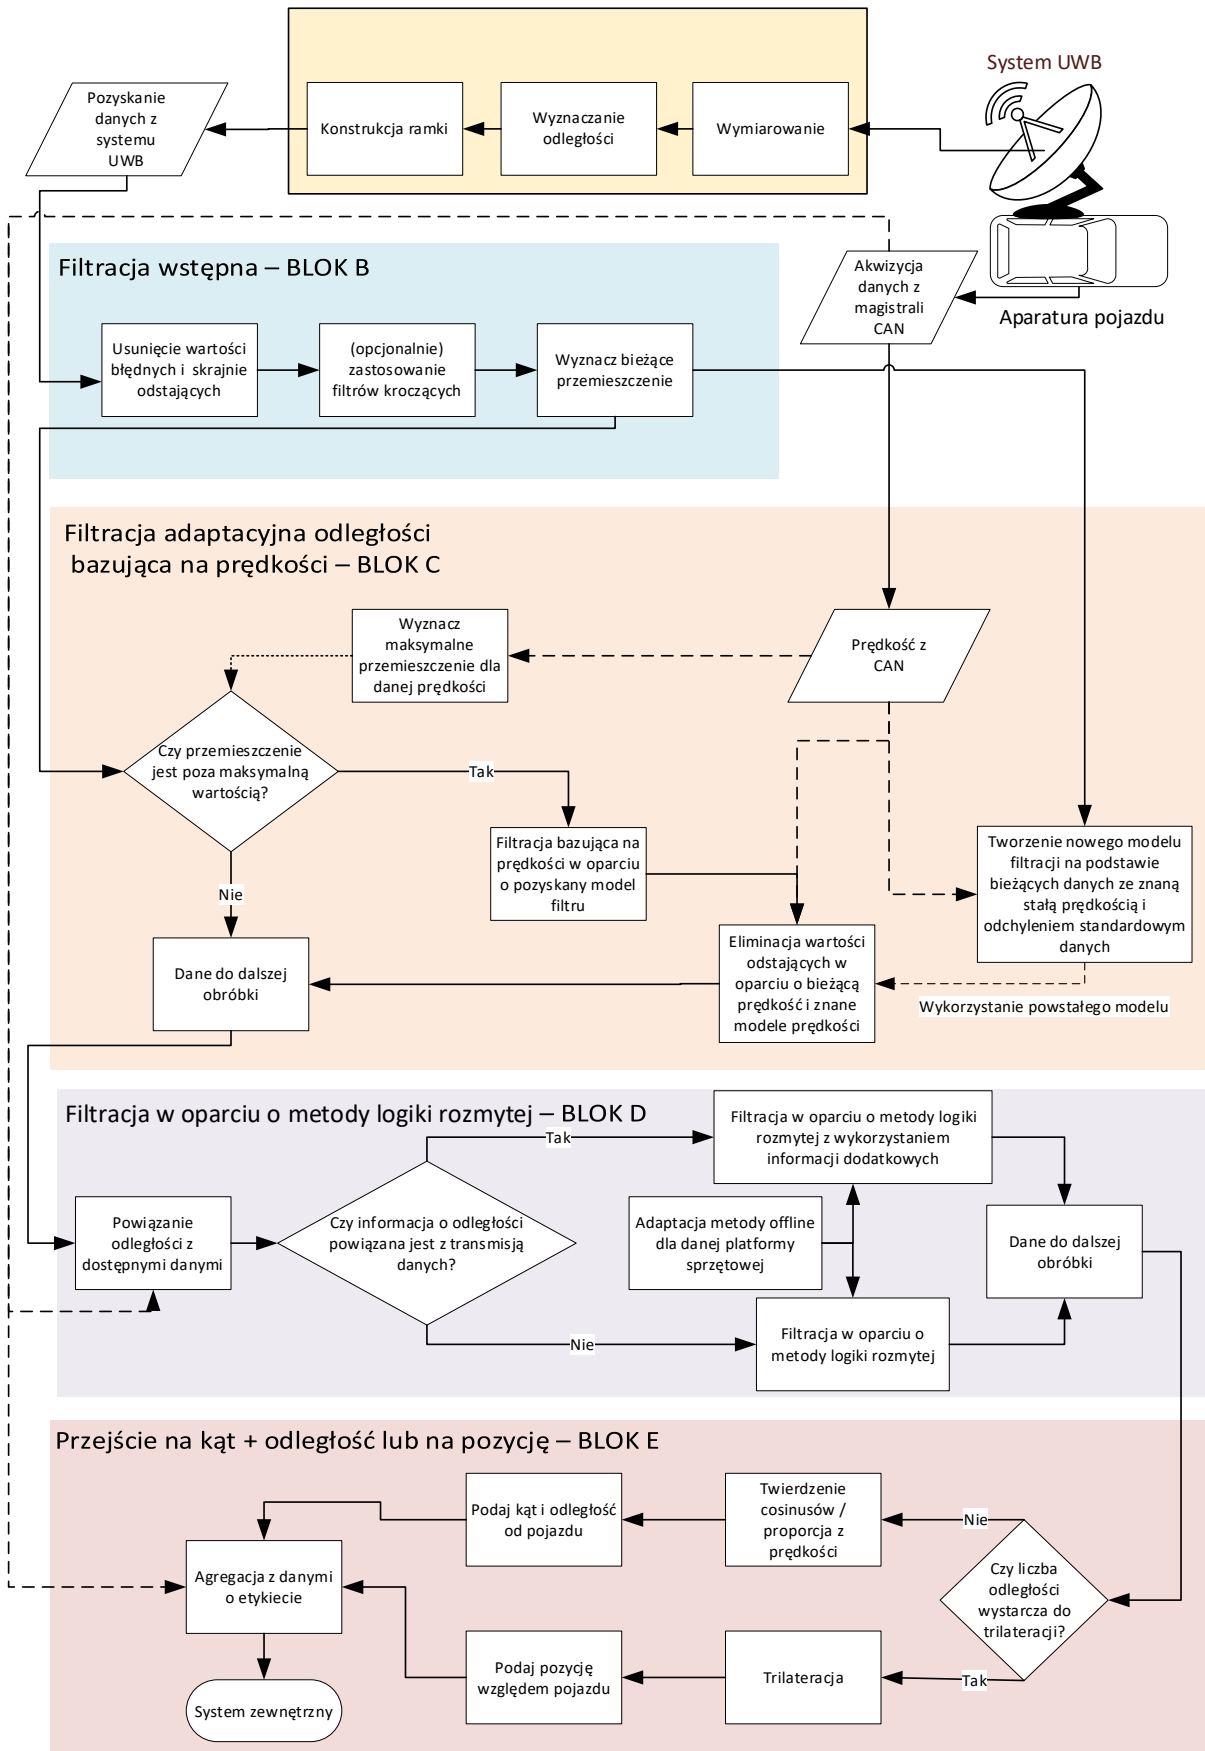 System UWB
Pozyskanie
danych z
systemu
UWB
Konstrukcja ramki
Wyznaczanie
odległości
Wymiarowanie
Filtracja wstępna – BLOK B
Akwizycja
danych z
magistrali
CAN
Aparatura pojazdu
Usunięcie wartości
błędnych i skrajnie
odstających
(opcjonalnie)
zastosowanie
filtrów kroczących
Wyznacz bieżące
przemieszczenie
Filtracja adaptacyjna odległości
bazująca na prędkości – BLOK C
Wyznacz
maksymalne
przemieszczenie dla
danej prędkości
Prędkość z
CAN
Czy przemieszczenie
jest poza maksymalną
wartością?
Tak
Filtracja bazująca na
prędkości w oparciu
o pozyskany model
filtru
Tworzenie nowego modelu
filtracji na podstawie
bieżących danych ze znaną
stałą prędkością i
odchyleniem standardowym
danych
Nie
Dane do dalszej
obróbki
Eliminacja wartości
odstających w
oparciu o bieżącą
prędkość i znane
modele prędkości
Wykorzystanie powstałego modelu
Filtracja w oparciu o metody logiki rozmytej – BLOK D
Tak
Filtracja w oparciu o metody logiki
rozmytej z wykorzystaniem
informacji dodatkowych
Powiązanie
odległości z
dostępnymi danymi
Czy informacja o odległości
powiązana jest z transmisją
danych?
Adaptacja metody offline
dla danej platformy
sprzętowej
Dane do dalszej
obróbki
Nie
Filtracja w oparciu o
metody logiki rozmytej
Przejście na kąt + odległość lub na pozycję – BLOK E
Podaj kąt i odległość
od pojazdu
Twierdzenie
cosinusów /
proporcja z
prędkości
Nie
Agregacja z danymi
o etykiecie
Czy liczba
odległości
wystarcza do
trilateracji?
Podaj pozycję
względem pojazdu
Trilateracja
Tak
System zewnętrzny